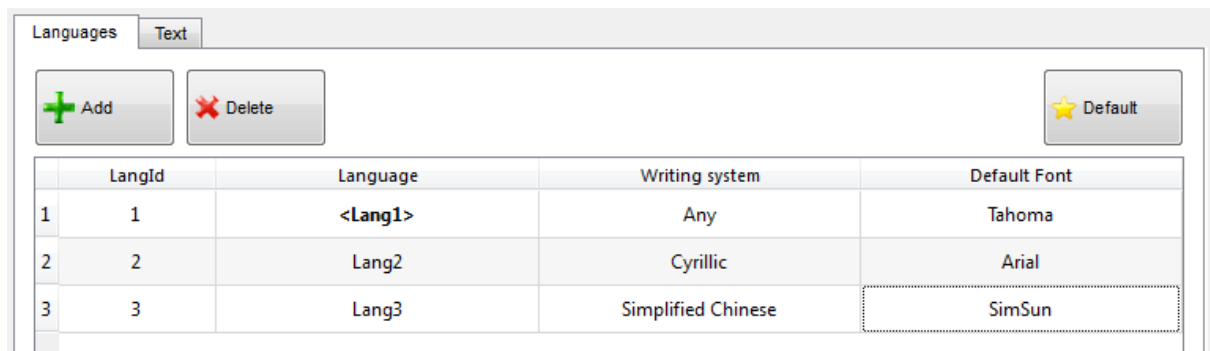 Languages Text
Add Delete Default
LangId Language Writing system Default Font
1 1 <Lang1> Any Tahoma
2 2 Lang2 Cyrillic Arial
3 3 Lang3 Simplified Chinese SimSun